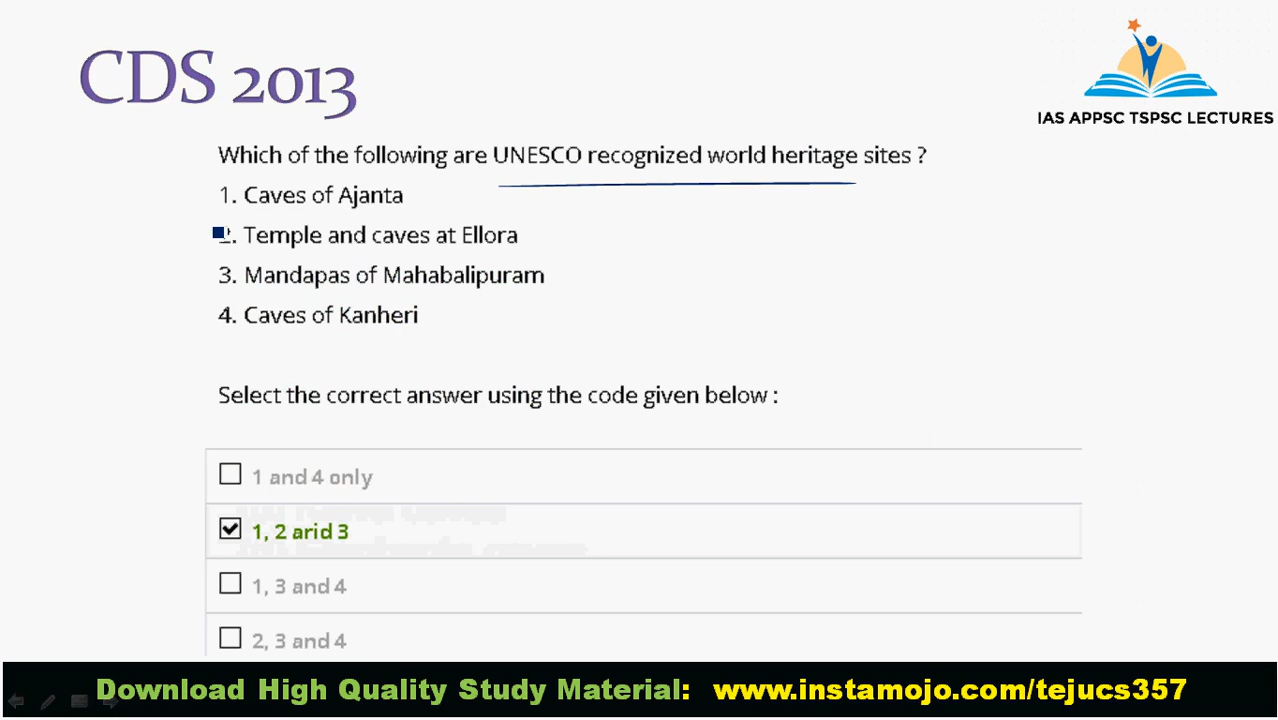 CDS 2013
IAS APPSC TSPSC LECTURES
Which of the following are UNESCO recognized world heritage sites ?
1. Caves of Ajanta
2. Temple and caves at Ellora
3. Mandapas of Mahabalipuram
4. Caves of Kanheri
Select the correct answer using the code given below :
1 and 4 only
1, 2 arid 3
1, 3 and 4
2, 3 and 4
Download High Quality Study Material: www.instamojo.com/tejucs357